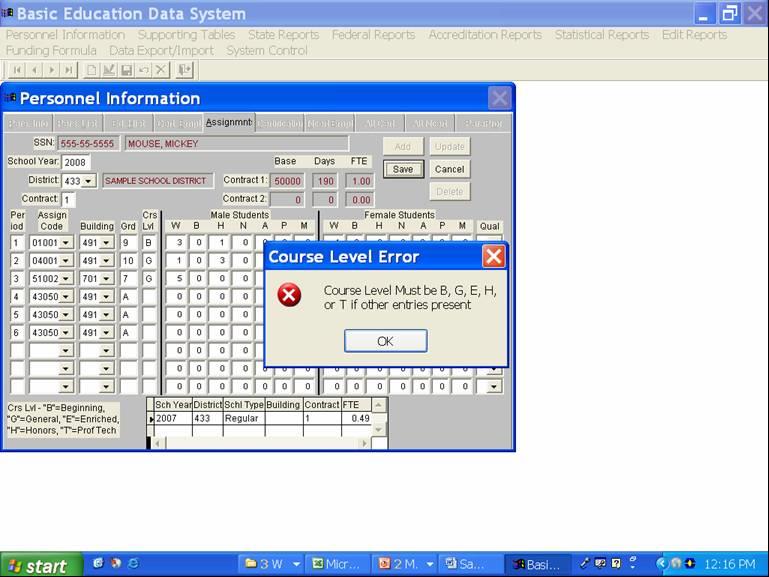 Basic Education Data System
Personnel Information Supporting Tables State Reports Federal Reports Accreditation Reports Statistical Reports Edit Reports
Funding Formula Data Export/Import System Control
Personnel Information
Assignmnt
SSN: 555-55-5555 MOUSE, MICKEY Add Update
School Year: 2008 Base Days FTE Save Cancel
District: 433 SAMPLE SCHOOL DISTRICT Contract 1: 50000 190 1.00
Contract: 1 Contract 2: 0 0 0.00 Delete
Per iod Assign Code Building Grd Crs Lvl Male Students Female Students
W B H N A P M W B H N A P M Qual
1 01001 491 9 B 3 0 1 0
2 04001 491 10 G 1 0 3 0
3 51002 701 7 G 5 0 0 0
4 43050 491 A 0 0 0 0
5 43050 491 A 0 0 0 0
6 43050 491 A 0 0 0 0
0 0 0 0 0 0 0 0 0 0 0 0 0 0
0 0 0 0 0 0 0 0 0 0 0 0 0 0
Course Level Error
Course Level Must be B, G, E, H,
or T if other entries present
OK
Crs Lvl - "B"=Beginning,
"G"=General, "E"=Enriched,
"H"=Honors, "T"=Prof Tech
Sch Year District Schl Type Building Contract FTE
2007 433 Regular 1 0.49
start 3 W Micr... 2 M. Sa... Basi... 12:16 PM